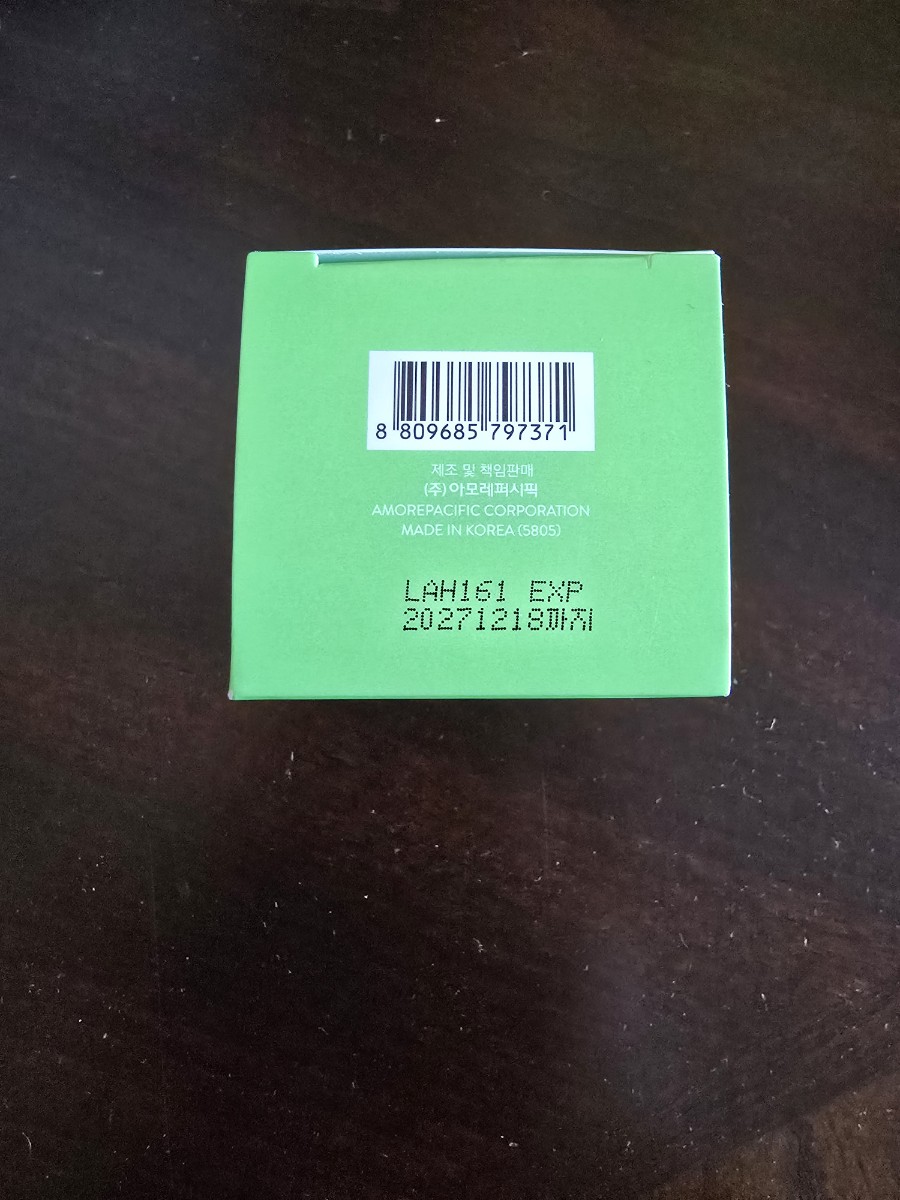 8 809685 797371
제조 및 책임판매
(주)아모레퍼시픽
AMOREPACIFIC CORPORATION
MADE IN KOREA (5805)
LAH161 EXP
20271218까지